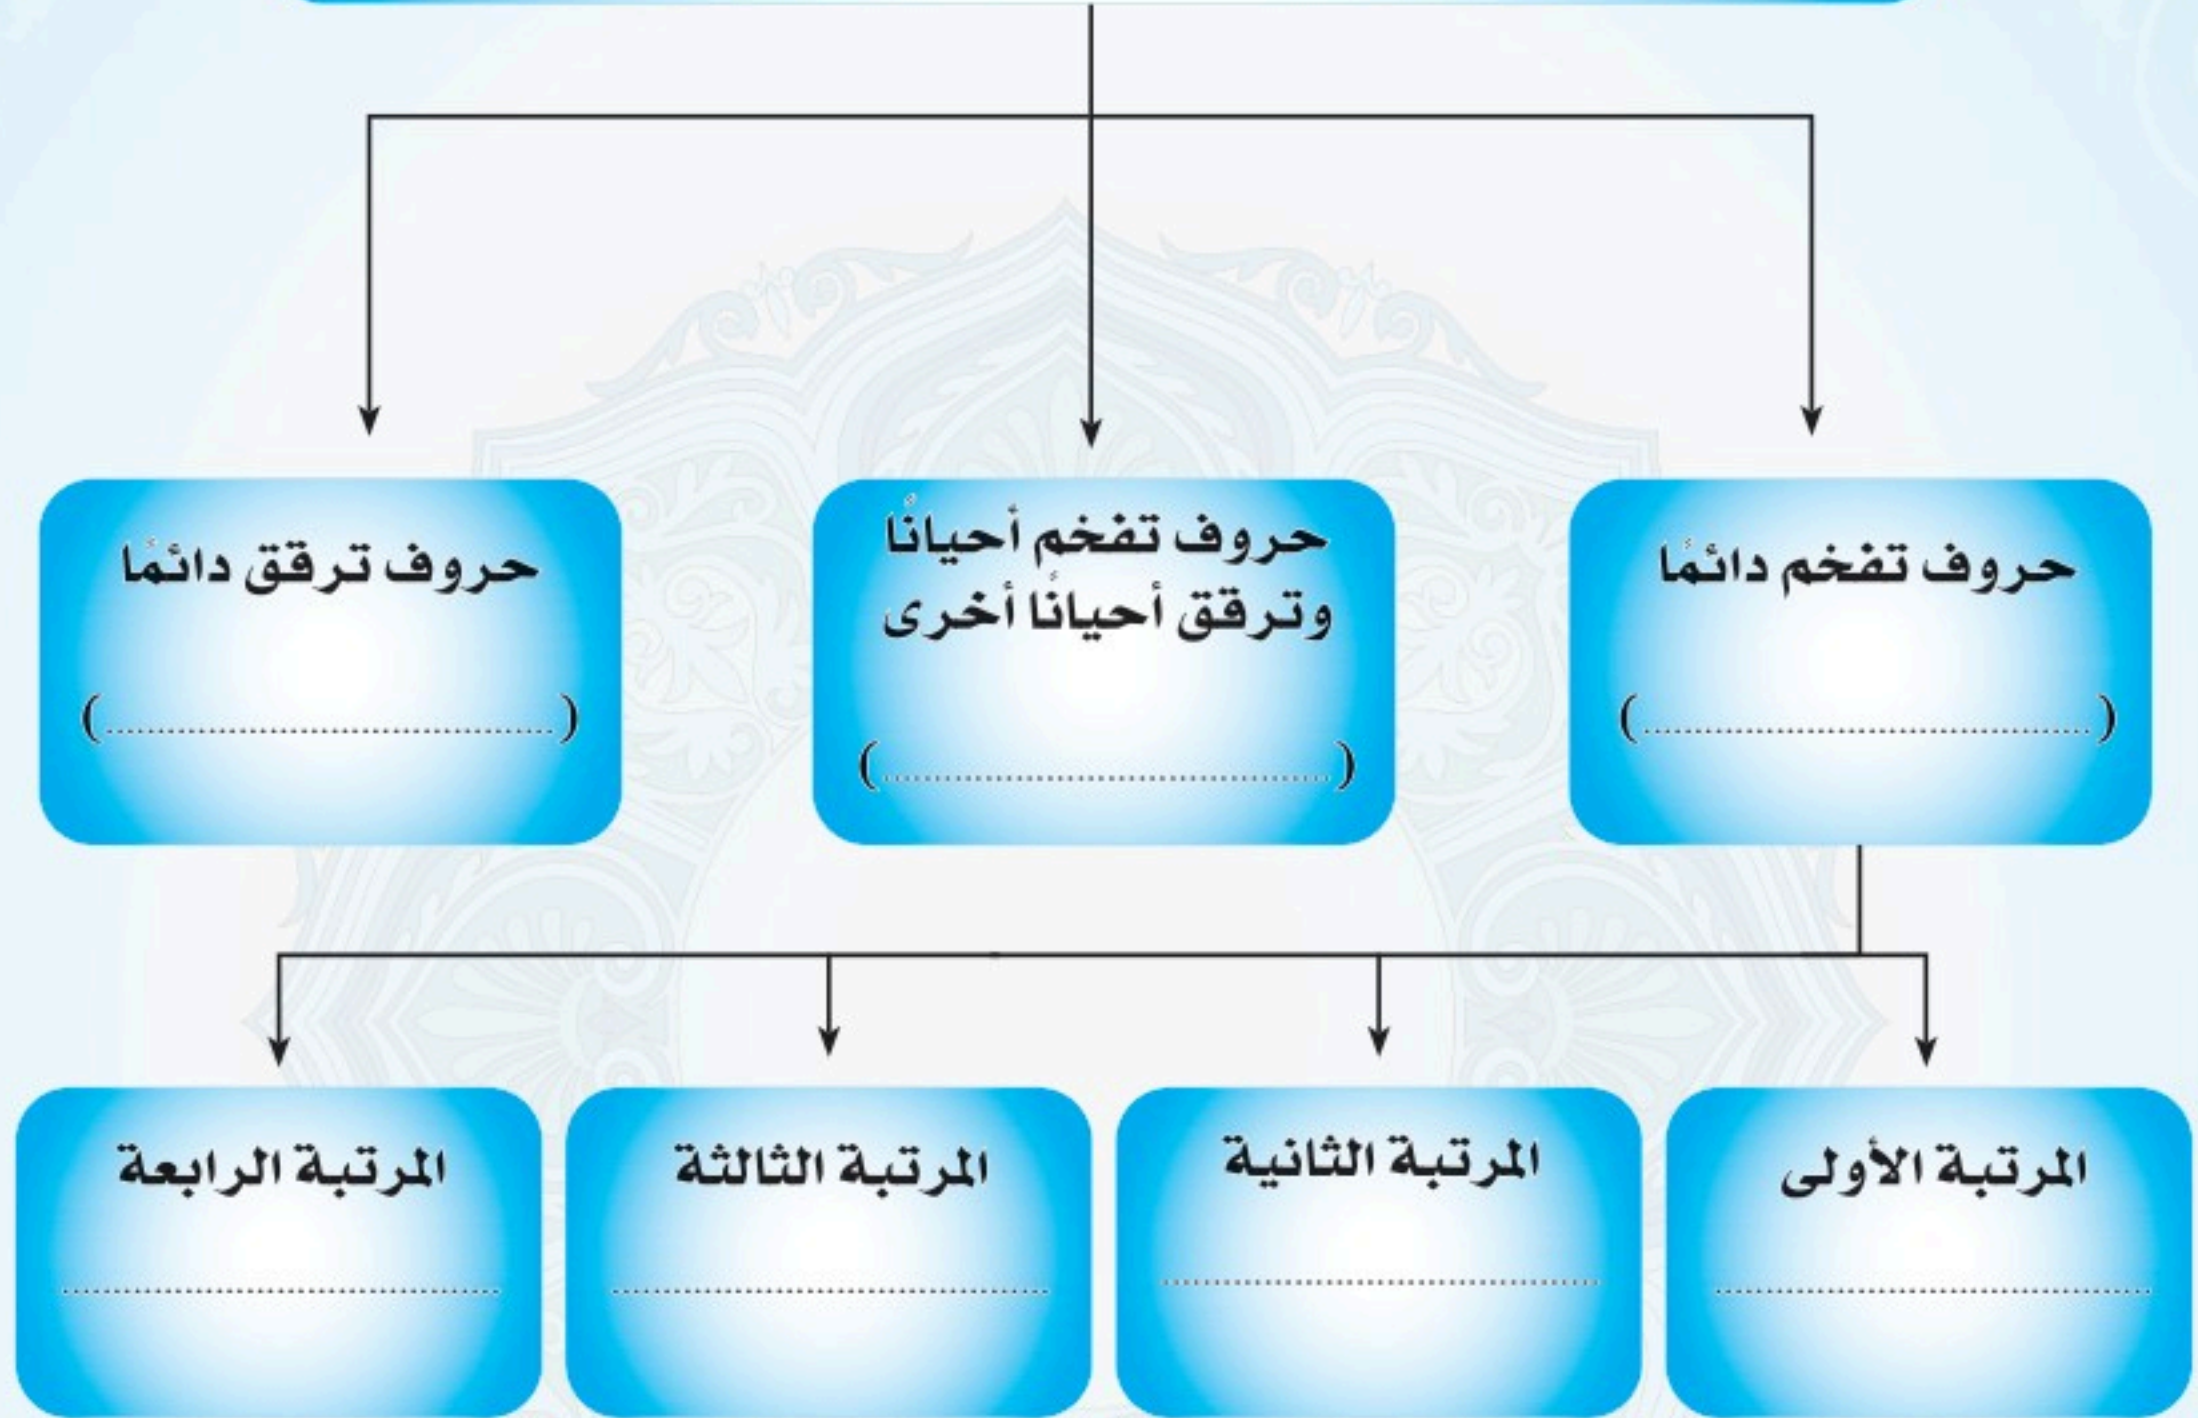 حروف تفخم دائمًا
(........................................)
حروف تفخم أحيانًا
وترقق أحيانًا أخرى
(........................................)
حروف ترقق دائمًا
(........................................)
المرتبة الأولى
........................................
المرتبة الثانية
........................................
المرتبة الثالثة
........................................
المرتبة الرابعة
........................................